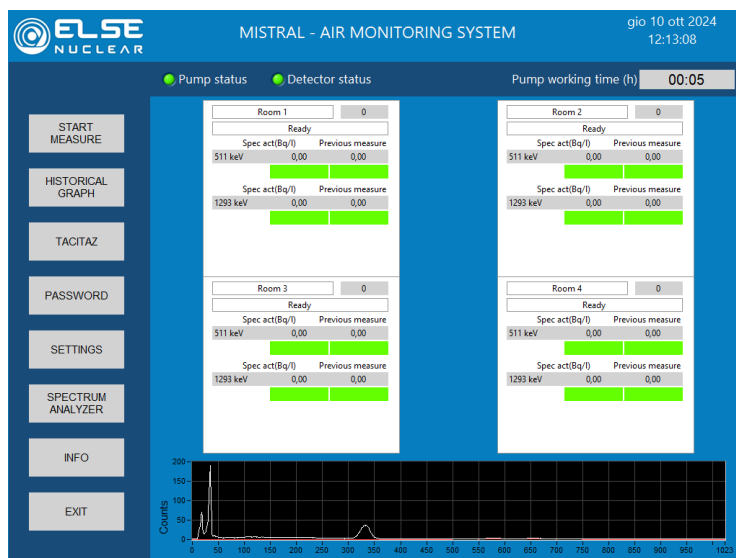 ELSE
NUCLEAR
MISTRAL - AIR MONITORING SYSTEM
gio 10 ott 2024
12:13:08
Pump status
Detector status
Pump working time (h)
00:05
START
MEASURE
HISTORICAL
GRAPH
TACITAZ
PASSWORD
SETTINGS
SPECTRUM
ANALYZER
INFO
EXIT
Room 1 0
Ready
Spec act(Bq/l) Previous measure
511 keV 0,00 0,00
Spec act(Bq/l) Previous measure
1293 keV 0,00 0,00
Room 2 0
Ready
Spec act(Bq/l) Previous measure
511 keV 0,00 0,00
Spec act(Bq/l) Previous measure
1293 keV 0,00 0,00
Room 3 0
Ready
Spec act(Bq/l) Previous measure
511 keV 0,00 0,00
Spec act(Bq/l) Previous measure
1293 keV 0,00 0,00
Room 4 0
Ready
Spec act(Bq/l) Previous measure
511 keV 0,00 0,00
Spec act(Bq/l) Previous measure
1293 keV 0,00 0,00
Counts
200
150
100
50
0
0 50 100 150 200 250 300 350 400 450 500 550 600 650 700 750 800 850 900 950 1023